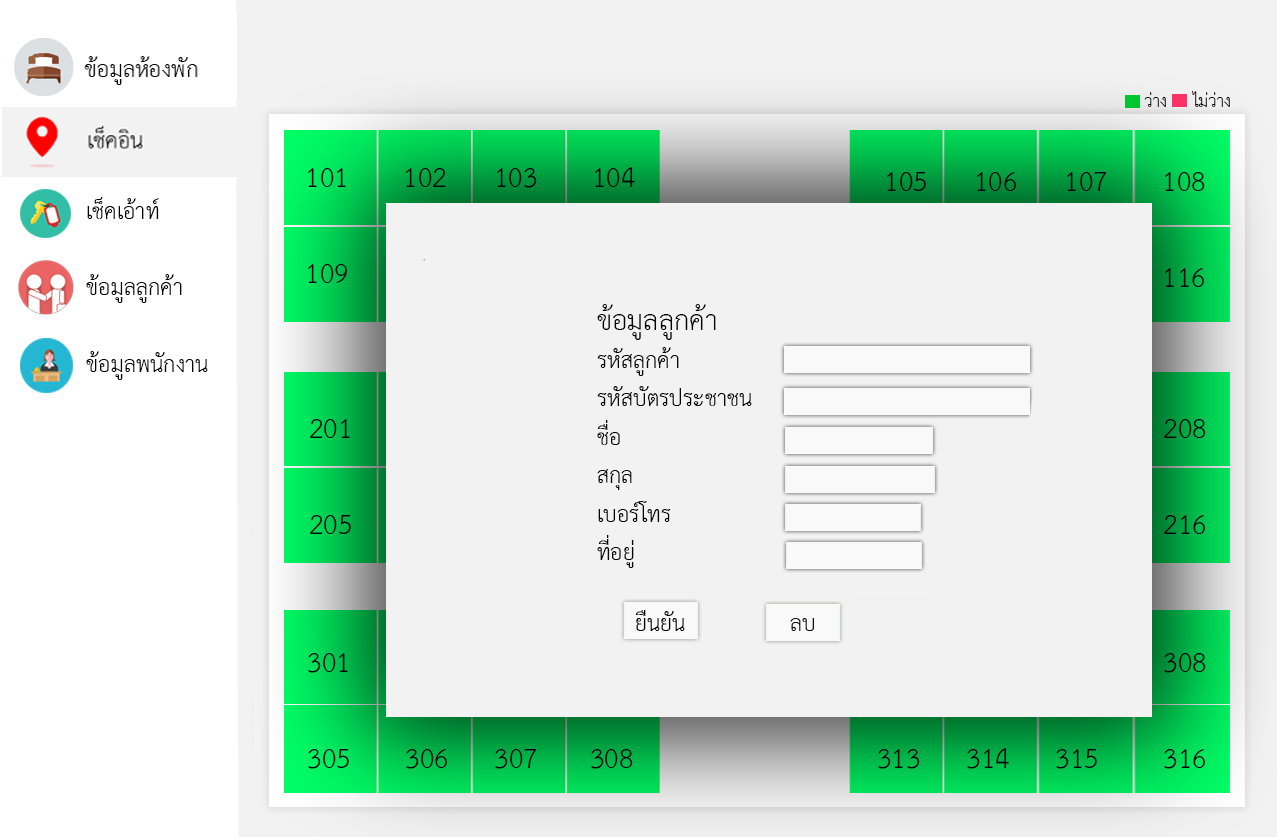 ข้อมูลห้องพัก
เช็คอิน
เช็คเอ้าท์
ข้อมูลลูกค้า
ข้อมูลพนักงาน
ว่าง ไม่ว่าง
101 102 103 104 105 106 107 108
109 116
201 208
205 216
301 308
305 306 307 308 313 314 315 316
ข้อมูลลูกค้า
รหัสลูกค้า
รหัสบัตรประชาชน
ชื่อ
สกุล
เบอร์โทร
ที่อยู่
ยืนยัน ลบ